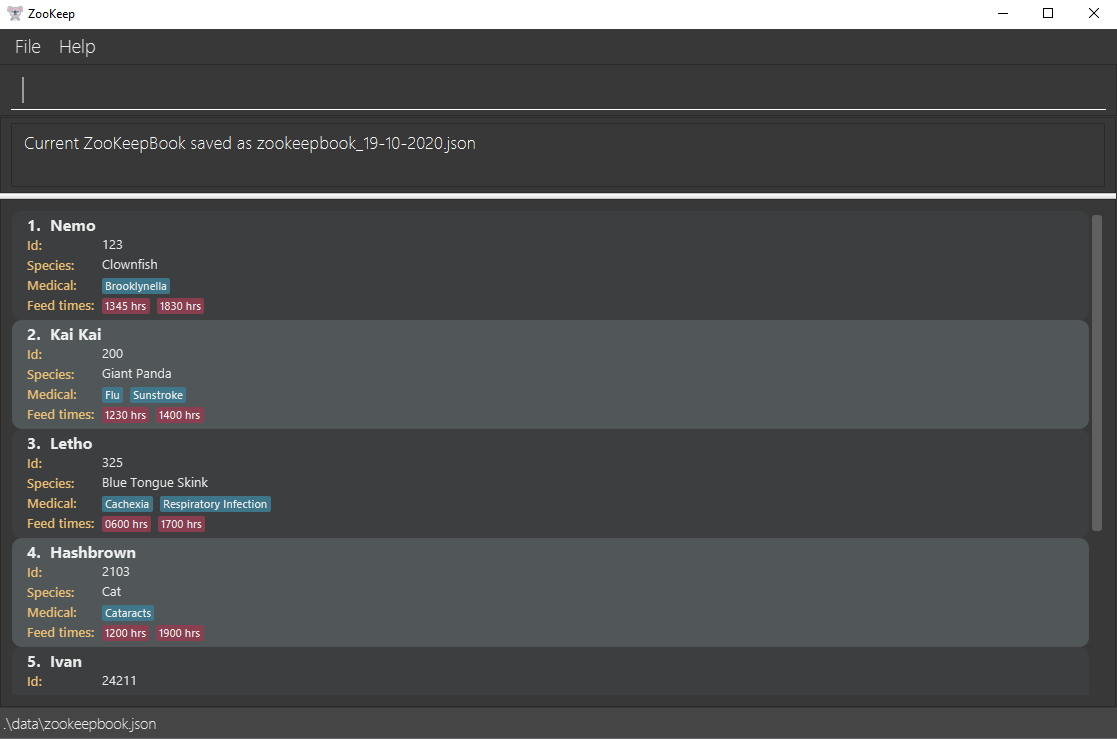 ZooKeep
File Help
Current ZooKeepBook saved as zookeepbook_19-10-2020.json
1. Nemo
Id: 123
Species: Clownfish
Medical: Brooklynella
Feed times: 1345 hrs 1830 hrs
2. Kai Kai
Id: 200
Species: Giant Panda
Medical: Flu Sunstroke
Feed times: 1230 hrs 1400 hrs
3. Letho
Id: 325
Species: Blue Tongue Skink
Medical: Cachexia Respiratory Infection
Feed times: 0600 hrs 1700 hrs
4. Hashbrown
Id: 2103
Species: Cat
Medical: Cataracts
Feed times: 1200 hrs 1900 hrs
5. Ivan
Id: 24211
.\data\zookeepbook.json